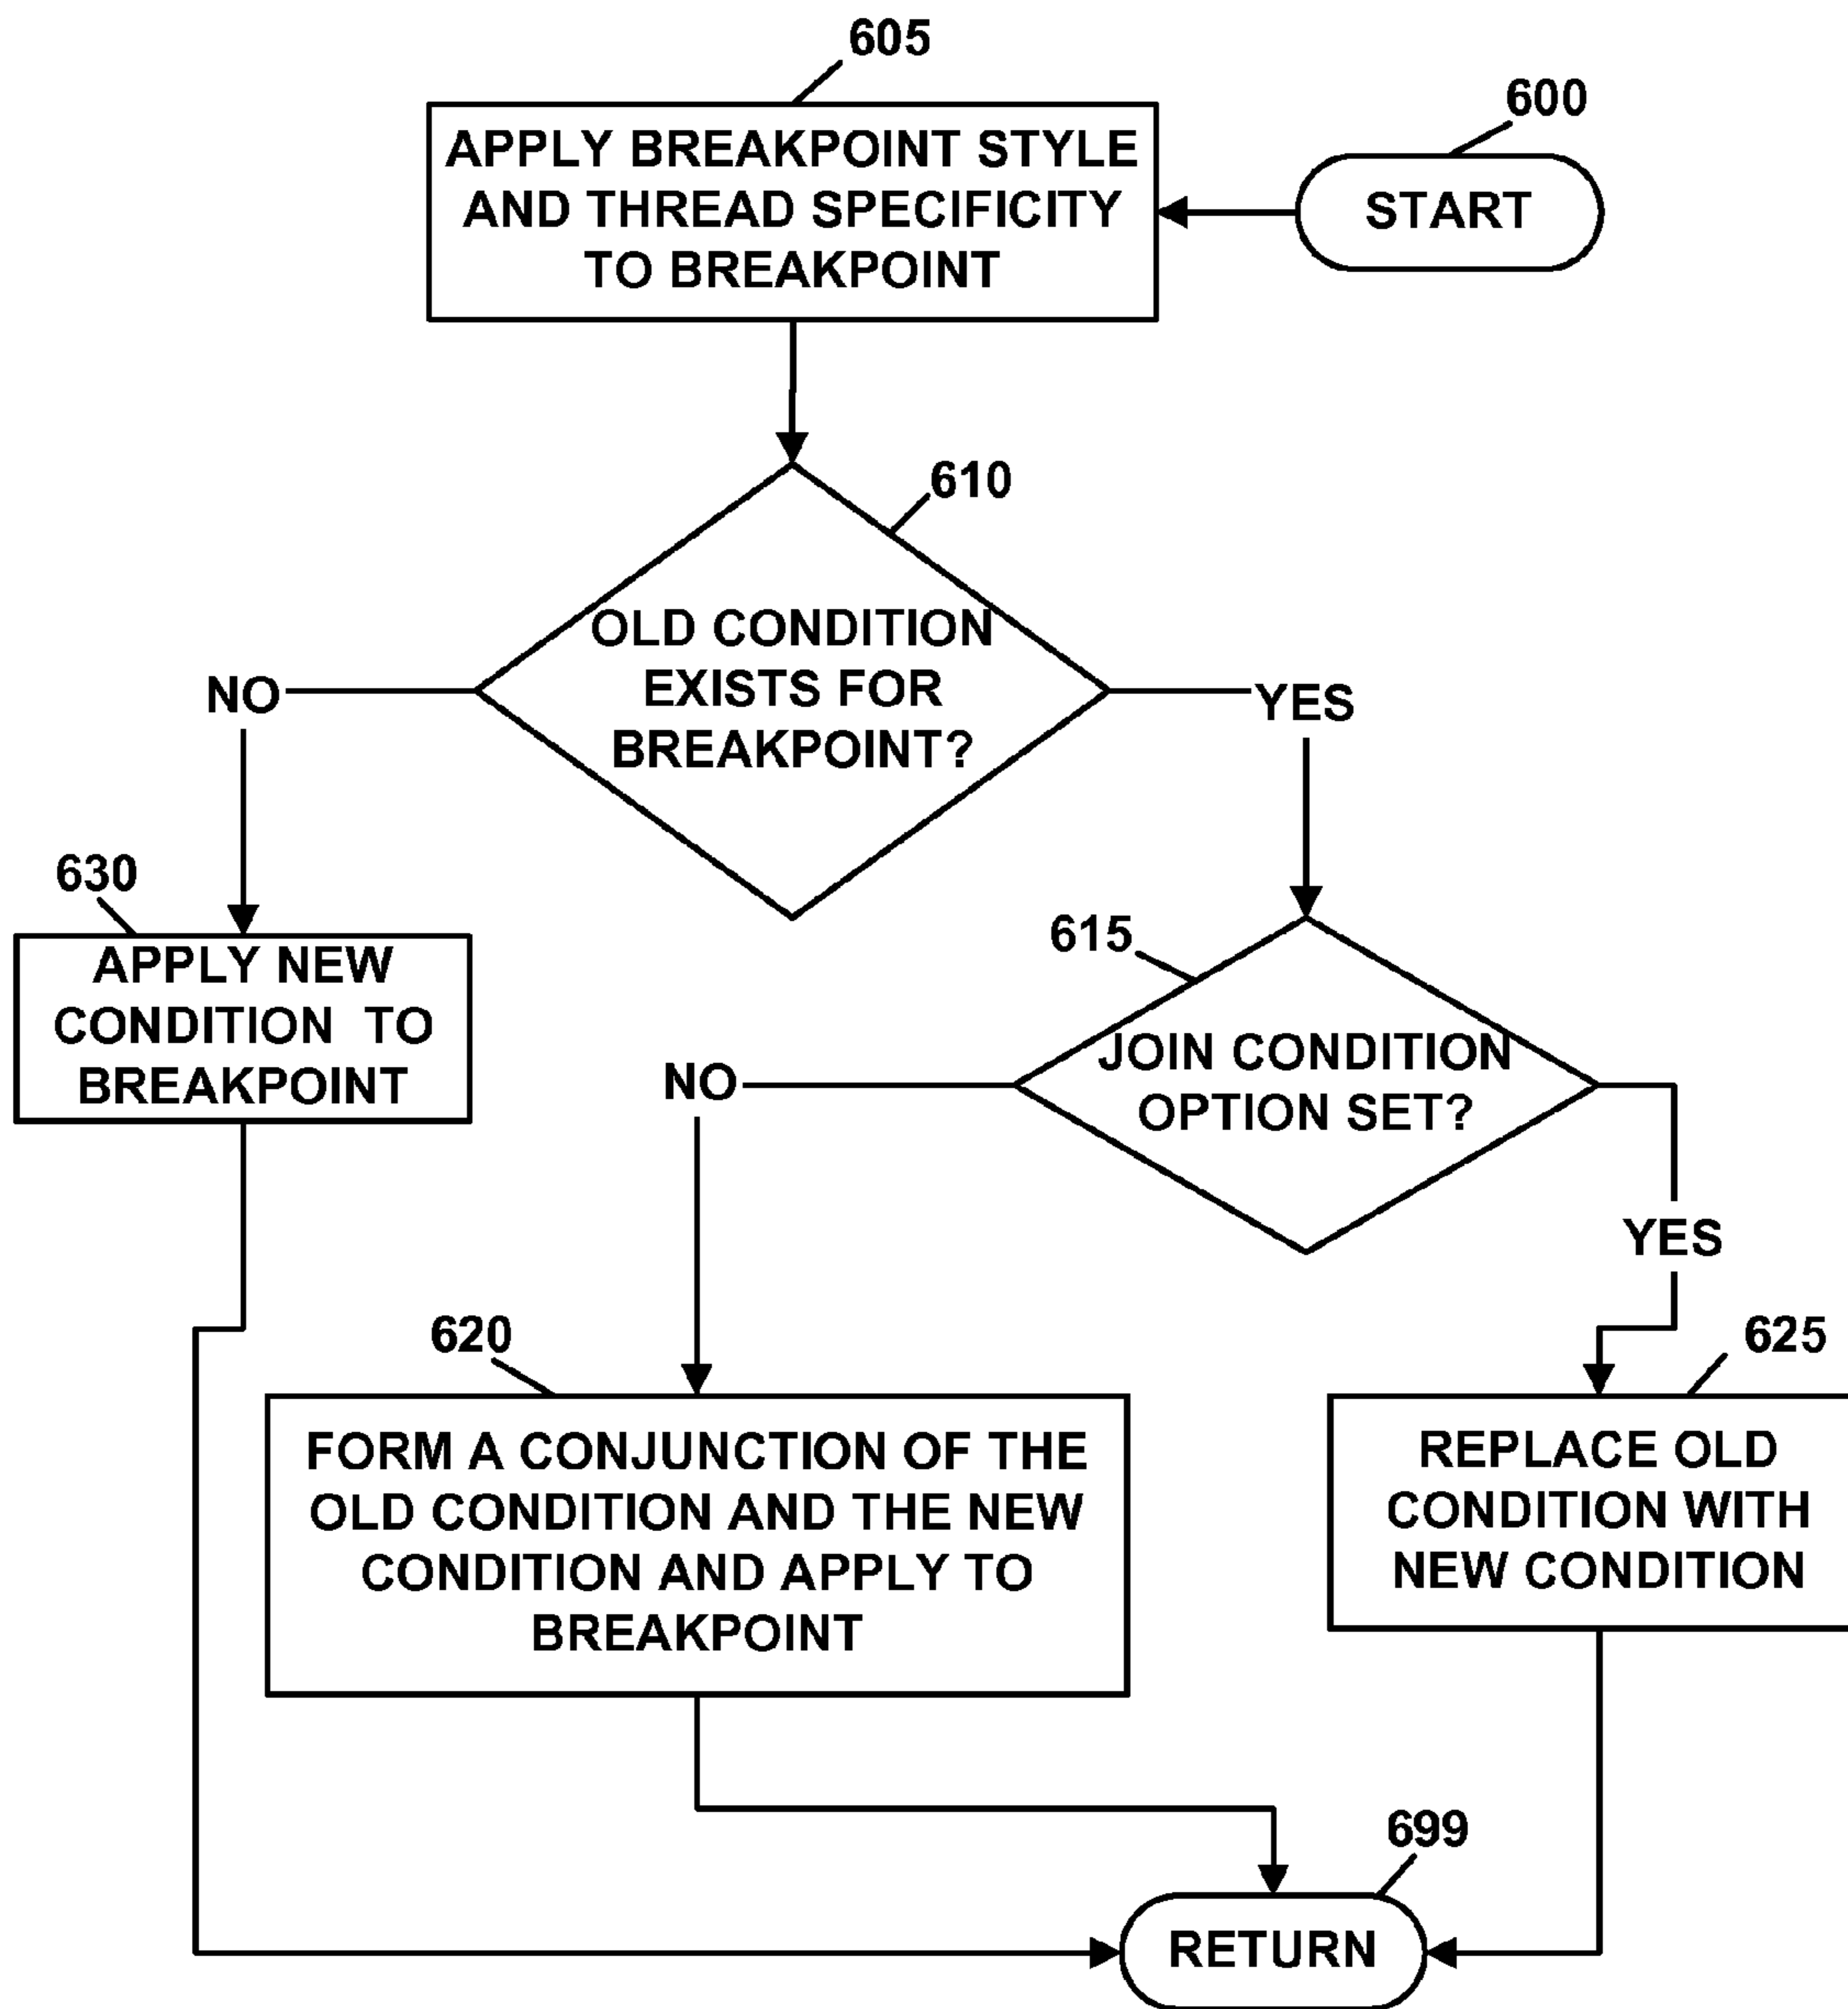 605
600
APPLY BREAKPOINT STYLE
AND THREAD SPECIFICITY
TO BREAKPOINT
START
610
OLD CONDITION
EXISTS FOR
BREAKPOINT?
NO
YES
630
APPLY NEW
CONDITION TO
BREAKPOINT
615
JOIN CONDITION
OPTION SET?
NO
YES
620
FORM A CONJUNCTION OF THE
OLD CONDITION AND THE NEW
CONDITION AND APPLY TO
BREAKPOINT
625
REPLACE OLD
CONDITION WITH
NEW CONDITION
699
RETURN